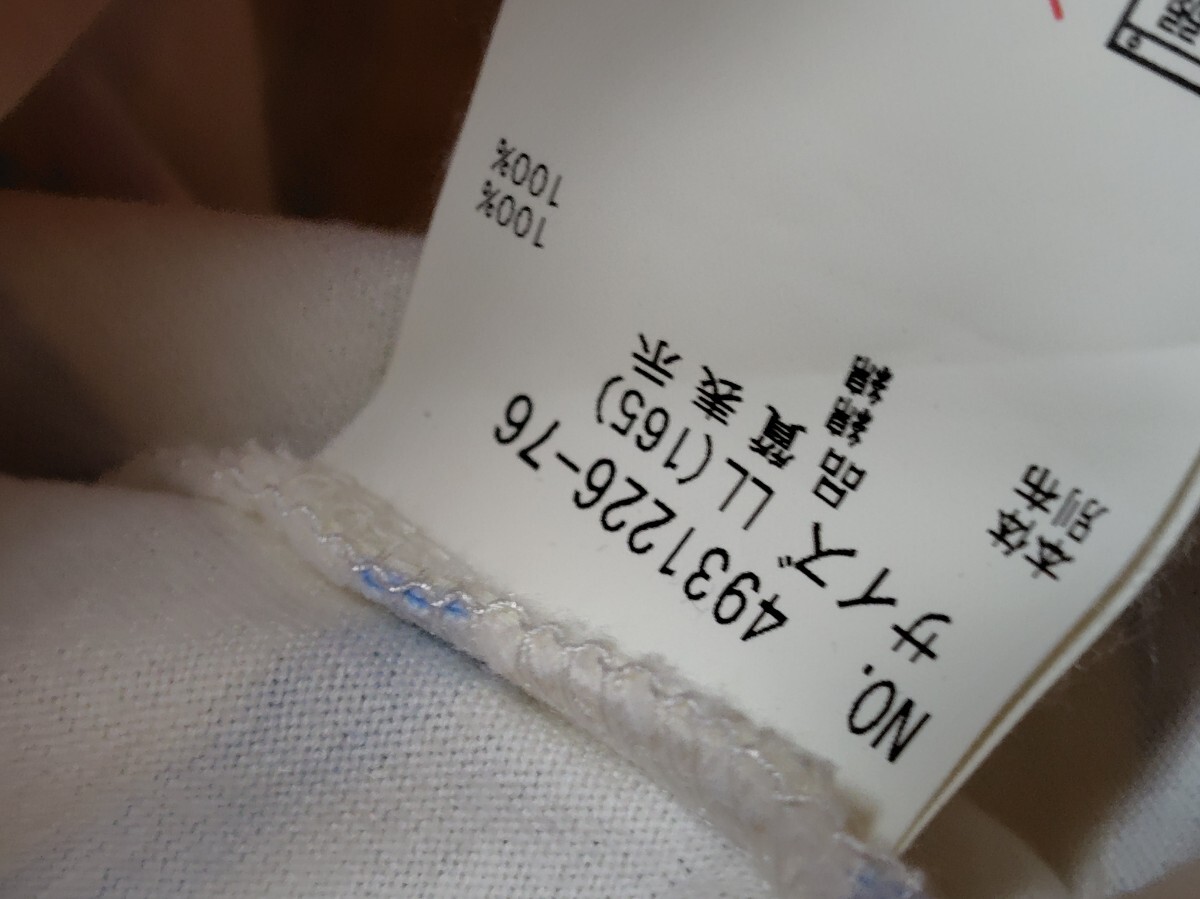 NO. 4931226-76
サイズ LL(165)
品質表示
本体 綿 100%
別布 綿 100%